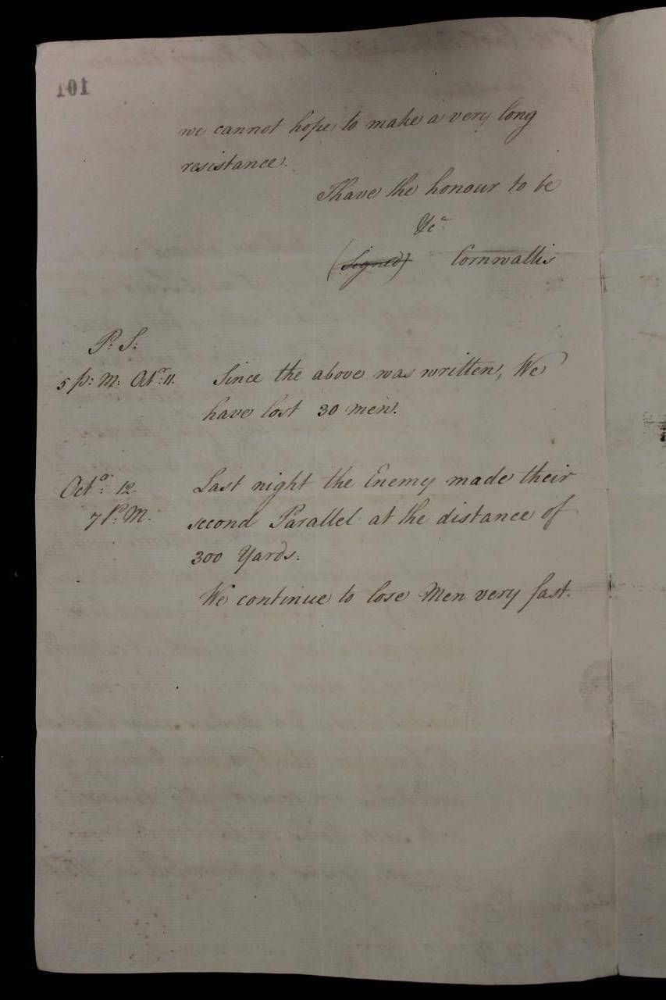 101
we cannot hope to make a very long
resistance.
I have the honour to be
&ca
(Signed) Cornwallis
P: S:
5 p: m: Octr: 11. Since the above was written, We
have lost 30 men.
Octor: 12. Last night the Enemy made their
7 P: M. second Parallel at the distance of
300 Yards.
We continue to lose Men very fast.